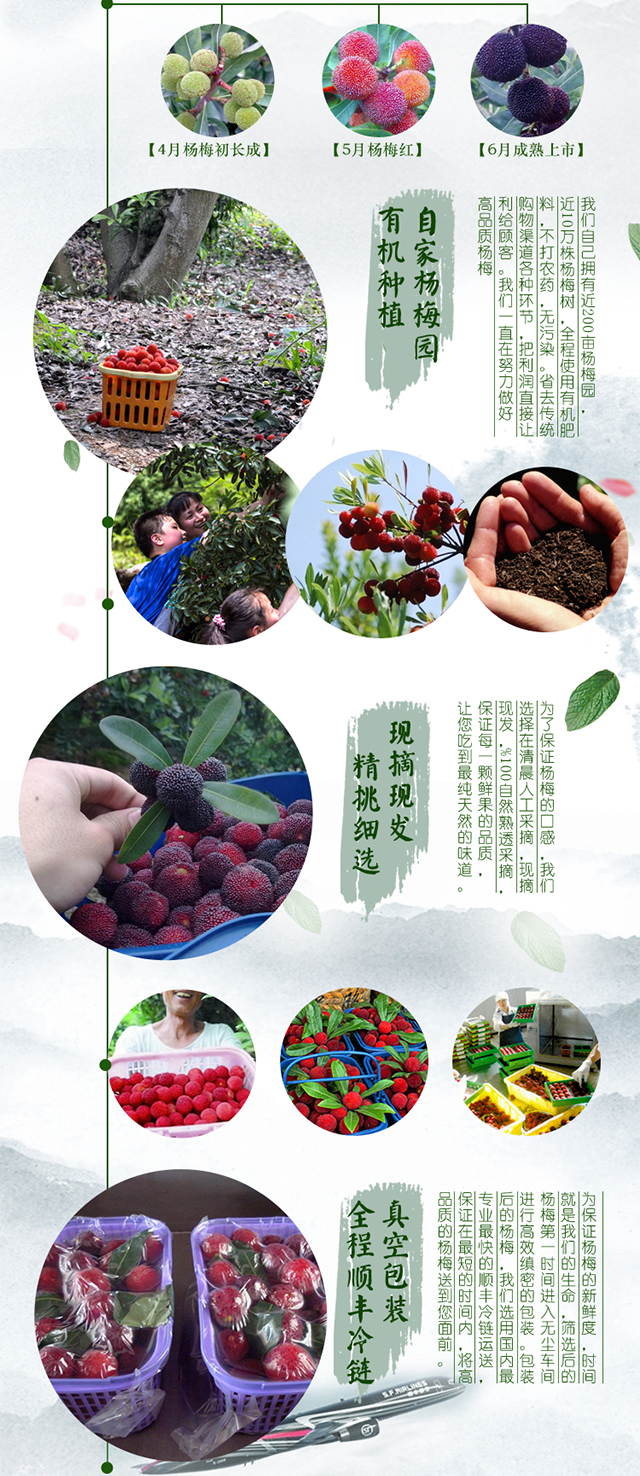 【4月杨梅初长成】
【5月杨梅红】
【6月成熟上市】
自家杨梅园
有机种植
我们自己拥有近200亩杨梅园，
近10万株杨梅树，全程使用有机肥
料，不打农药，无污染。省去传统
购物渠道各种环节，把利润直接让
利给顾客。我们一直在努力做好
高品质杨梅
现摘现发
精挑细选
为了保证杨梅的口感，我们
选择在清晨人工采摘，现摘
现发，%100自然熟透采摘，
保证每一颗鲜果的品质，
让您吃到最纯天然的味道。
真空包装
全程顺丰冷链
为保证杨梅的新鲜度，时间
就是我们的生命，筛选后的
杨梅第一时间进入无尘车间
进行高效缜密的包装。包装
后的杨梅，我们选用国内最
专业最快的顺丰冷链运送，
保证在最短的时间内，将高
品质的杨梅送到您面前。
S.F. AIRLINES
SF